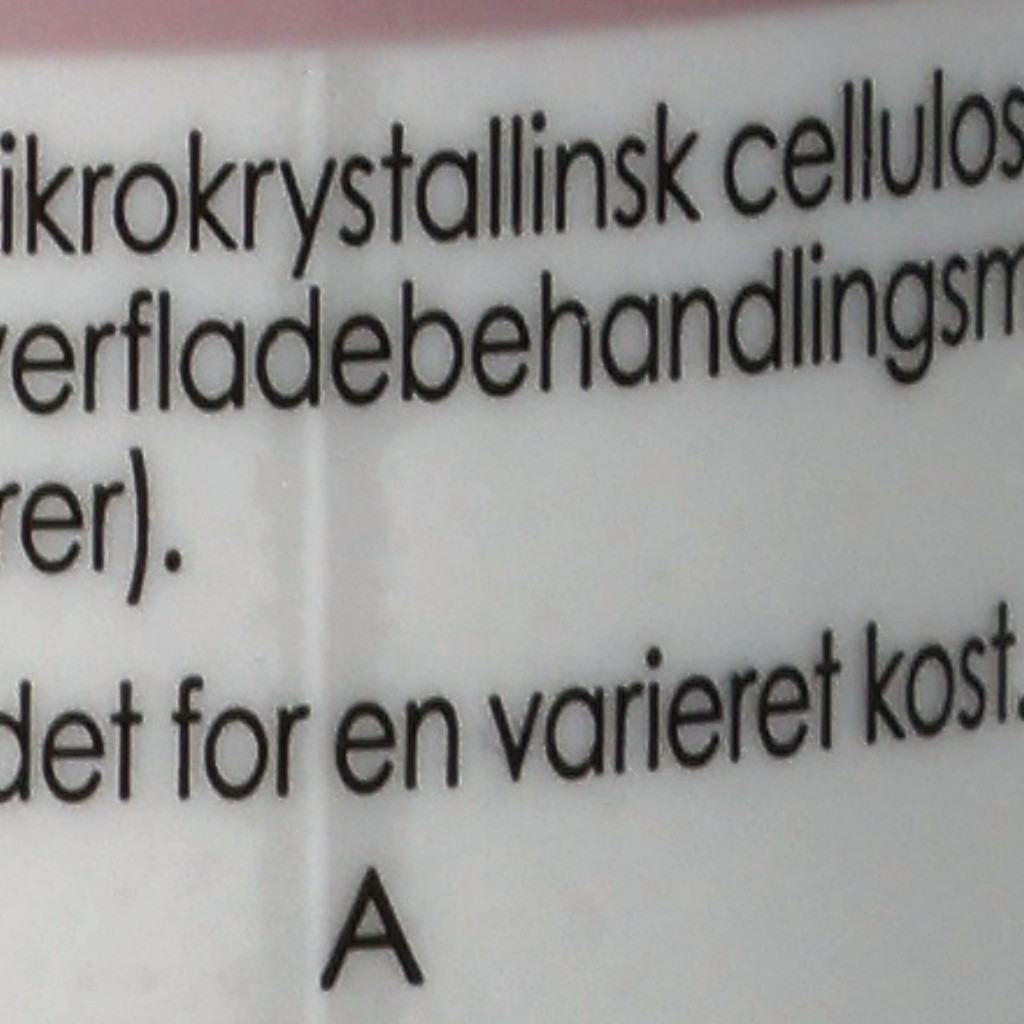 ikrokrystallinsk cellulos
verfladebehandlingsm
rer).
det for en varieret kost.
A